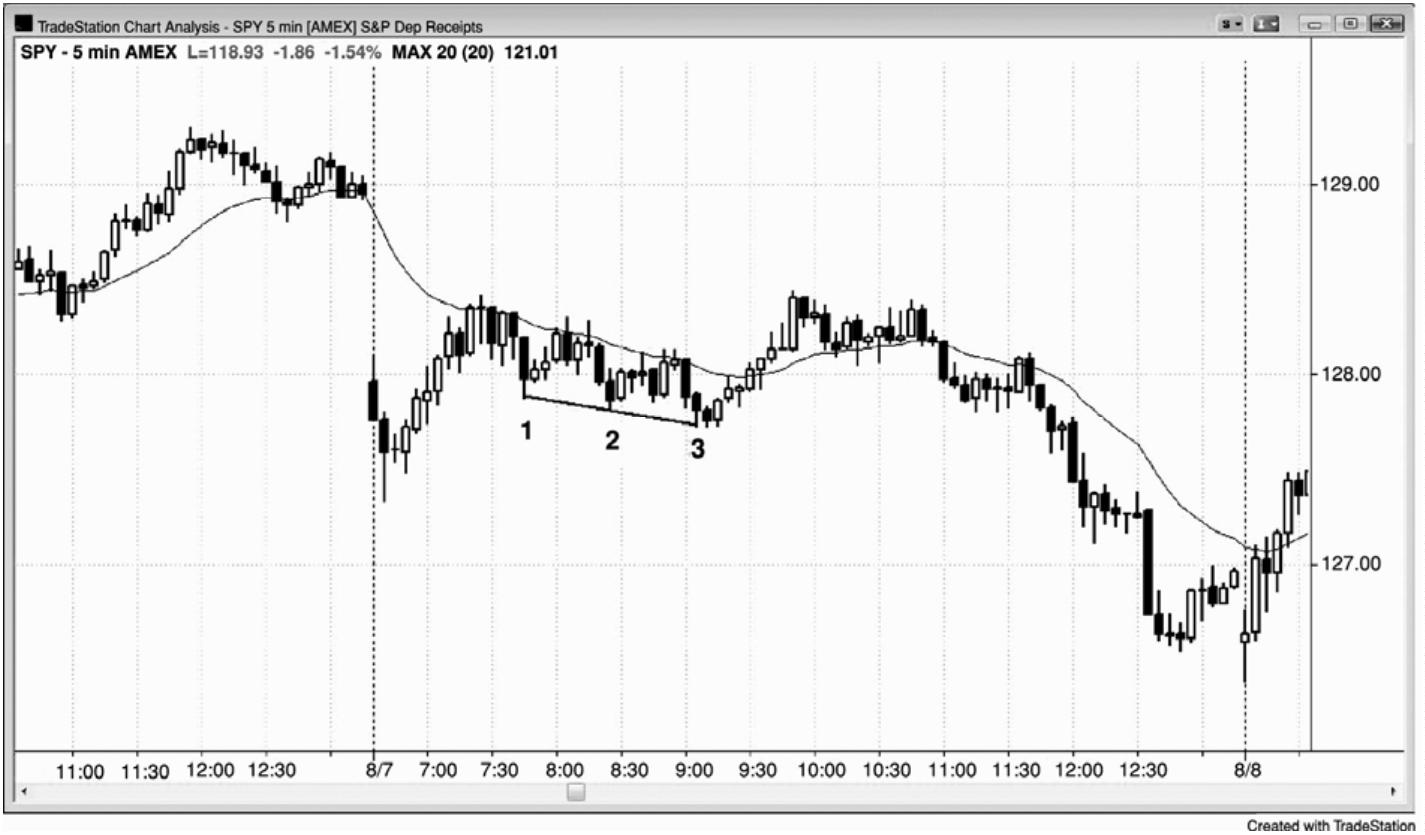 TradeStation Chart Analysis - SPY 5 min [AMEX] S&P Dep Receipts
SPY - 5 min AMEX L=118.93 -1.86 -1.54% MAX 20 (20) 121.01
129.00
128.00
1
2
3
127.00
11:00 11:30 12:00 12:30 8/7 7:00 7:30 8:00 8:30 9:00 9:30 10:00 10:30 11:00 11:30 12:00 12:30 8/8
Created with TradeStation